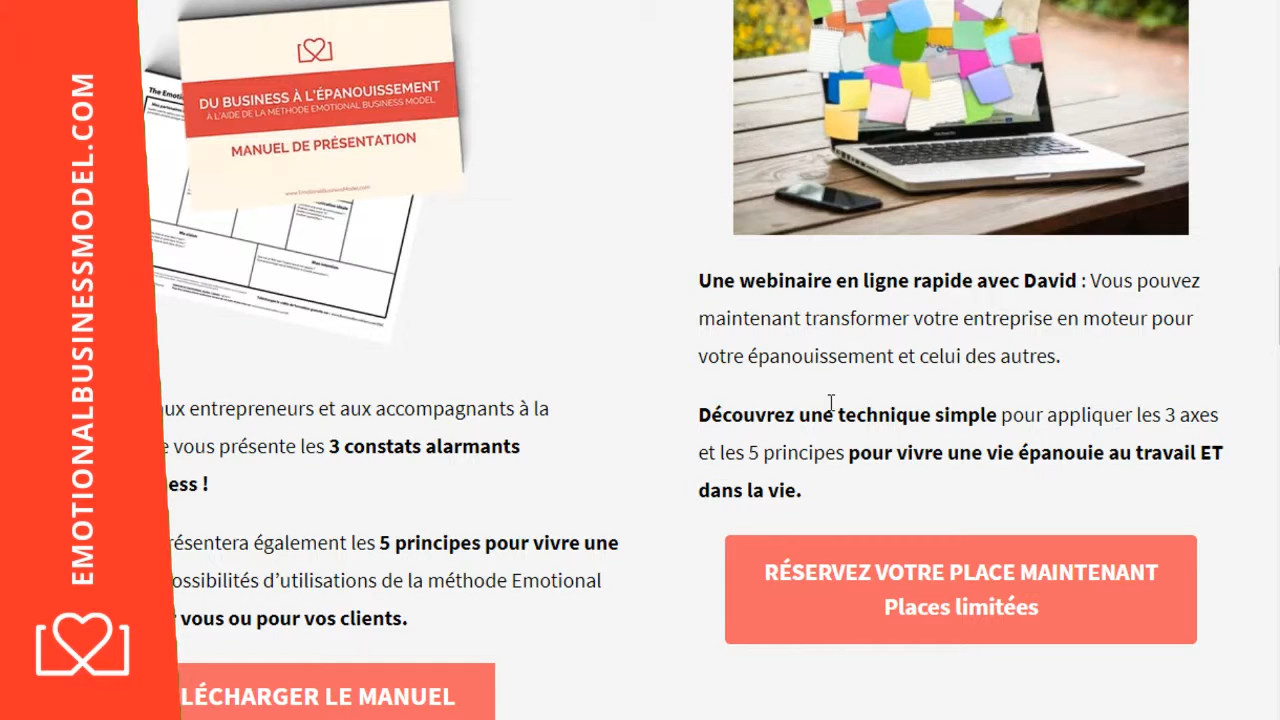 EMOTIONALBUSINESSMODEL.COM
DU BUSINESS À L'ÉPANOUISSEMENT
À L'AIDE DE LA MÉTHODE EMOTIONAL BUSINESS MODEL
MANUEL DE PRÉSENTATION
www.EmotionalBusinessModel.com
aux entrepreneurs et aux accompagnants à la
e vous présente les 3 constats alarmants
ess !
résentera également les 5 principes pour vivre une
ossibilités d’utilisations de la méthode Emotional
r vous ou pour vos clients.
LÉCHARGER LE MANUEL
Une webinaire en ligne rapide avec David : Vous pouvez
maintenant transformer votre entreprise en moteur pour
votre épanouissement et celui des autres.
Découvrez une technique simple pour appliquer les 3 axes
et les 5 principes pour vivre une vie épanouie au travail ET
dans la vie.
RÉSERVEZ VOTRE PLACE MAINTENANT
Places limitées